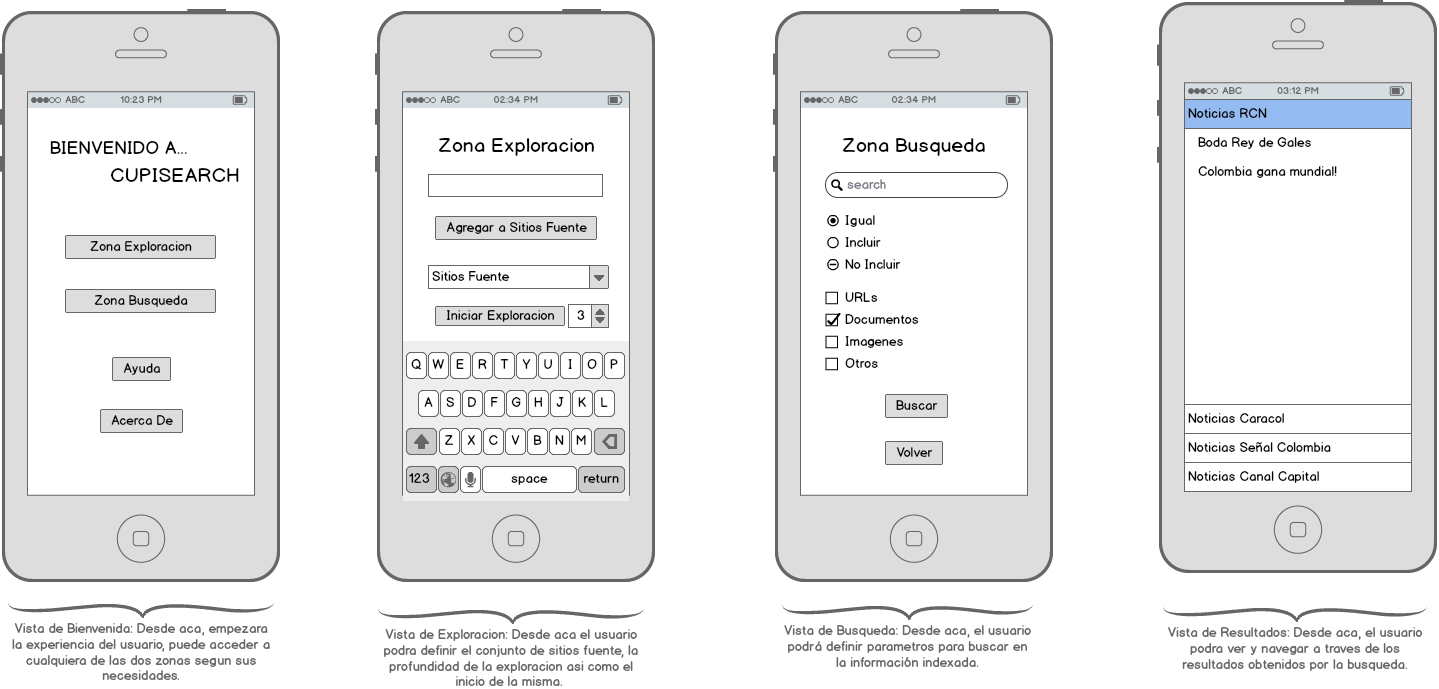 ABC 10:23 PM
BIENVENIDO A...
CUPISEARCH
Zona Exploracion
Zona Busqueda
Ayuda
Acerca De
Vista de Bienvenida: Desde aca, empezara
la experiencia del usuario, puede acceder a
cualquiera de las dos zonas segun sus
necesidades.
ABC 02:34 PM
Zona Exploracion
Agregar a Sitios Fuente
Sitios Fuente
Iniciar Exploracion 3
Q W E R T Y U I O P
A S D F G H J K L
Z X C V B N M
123 space return
Vista de Exploracion: Desde aca el usuario
podra definir el conjunto de sitios fuente, la
profundidad de la exploracion asi como el
inicio de la misma.
ABC 02:34 PM
Zona Busqueda
search
Igual
Incluir
No Incluir
URLs
Documentos
Imagenes
Otros
Buscar
Volver
Vista de Busqueda: Desde aca, el usuario
podrá definir parametros para buscar en
la información indexada.
ABC 03:12 PM
Noticias RCN
Boda Rey de Gales
Colombia gana mundial!
Noticias Caracol
Noticias Señal Colombia
Noticias Canal Capital
Vista de Resultados: Desde aca, el usuario
podra ver y navegar a traves de los
resultados obtenidos por la busqueda.